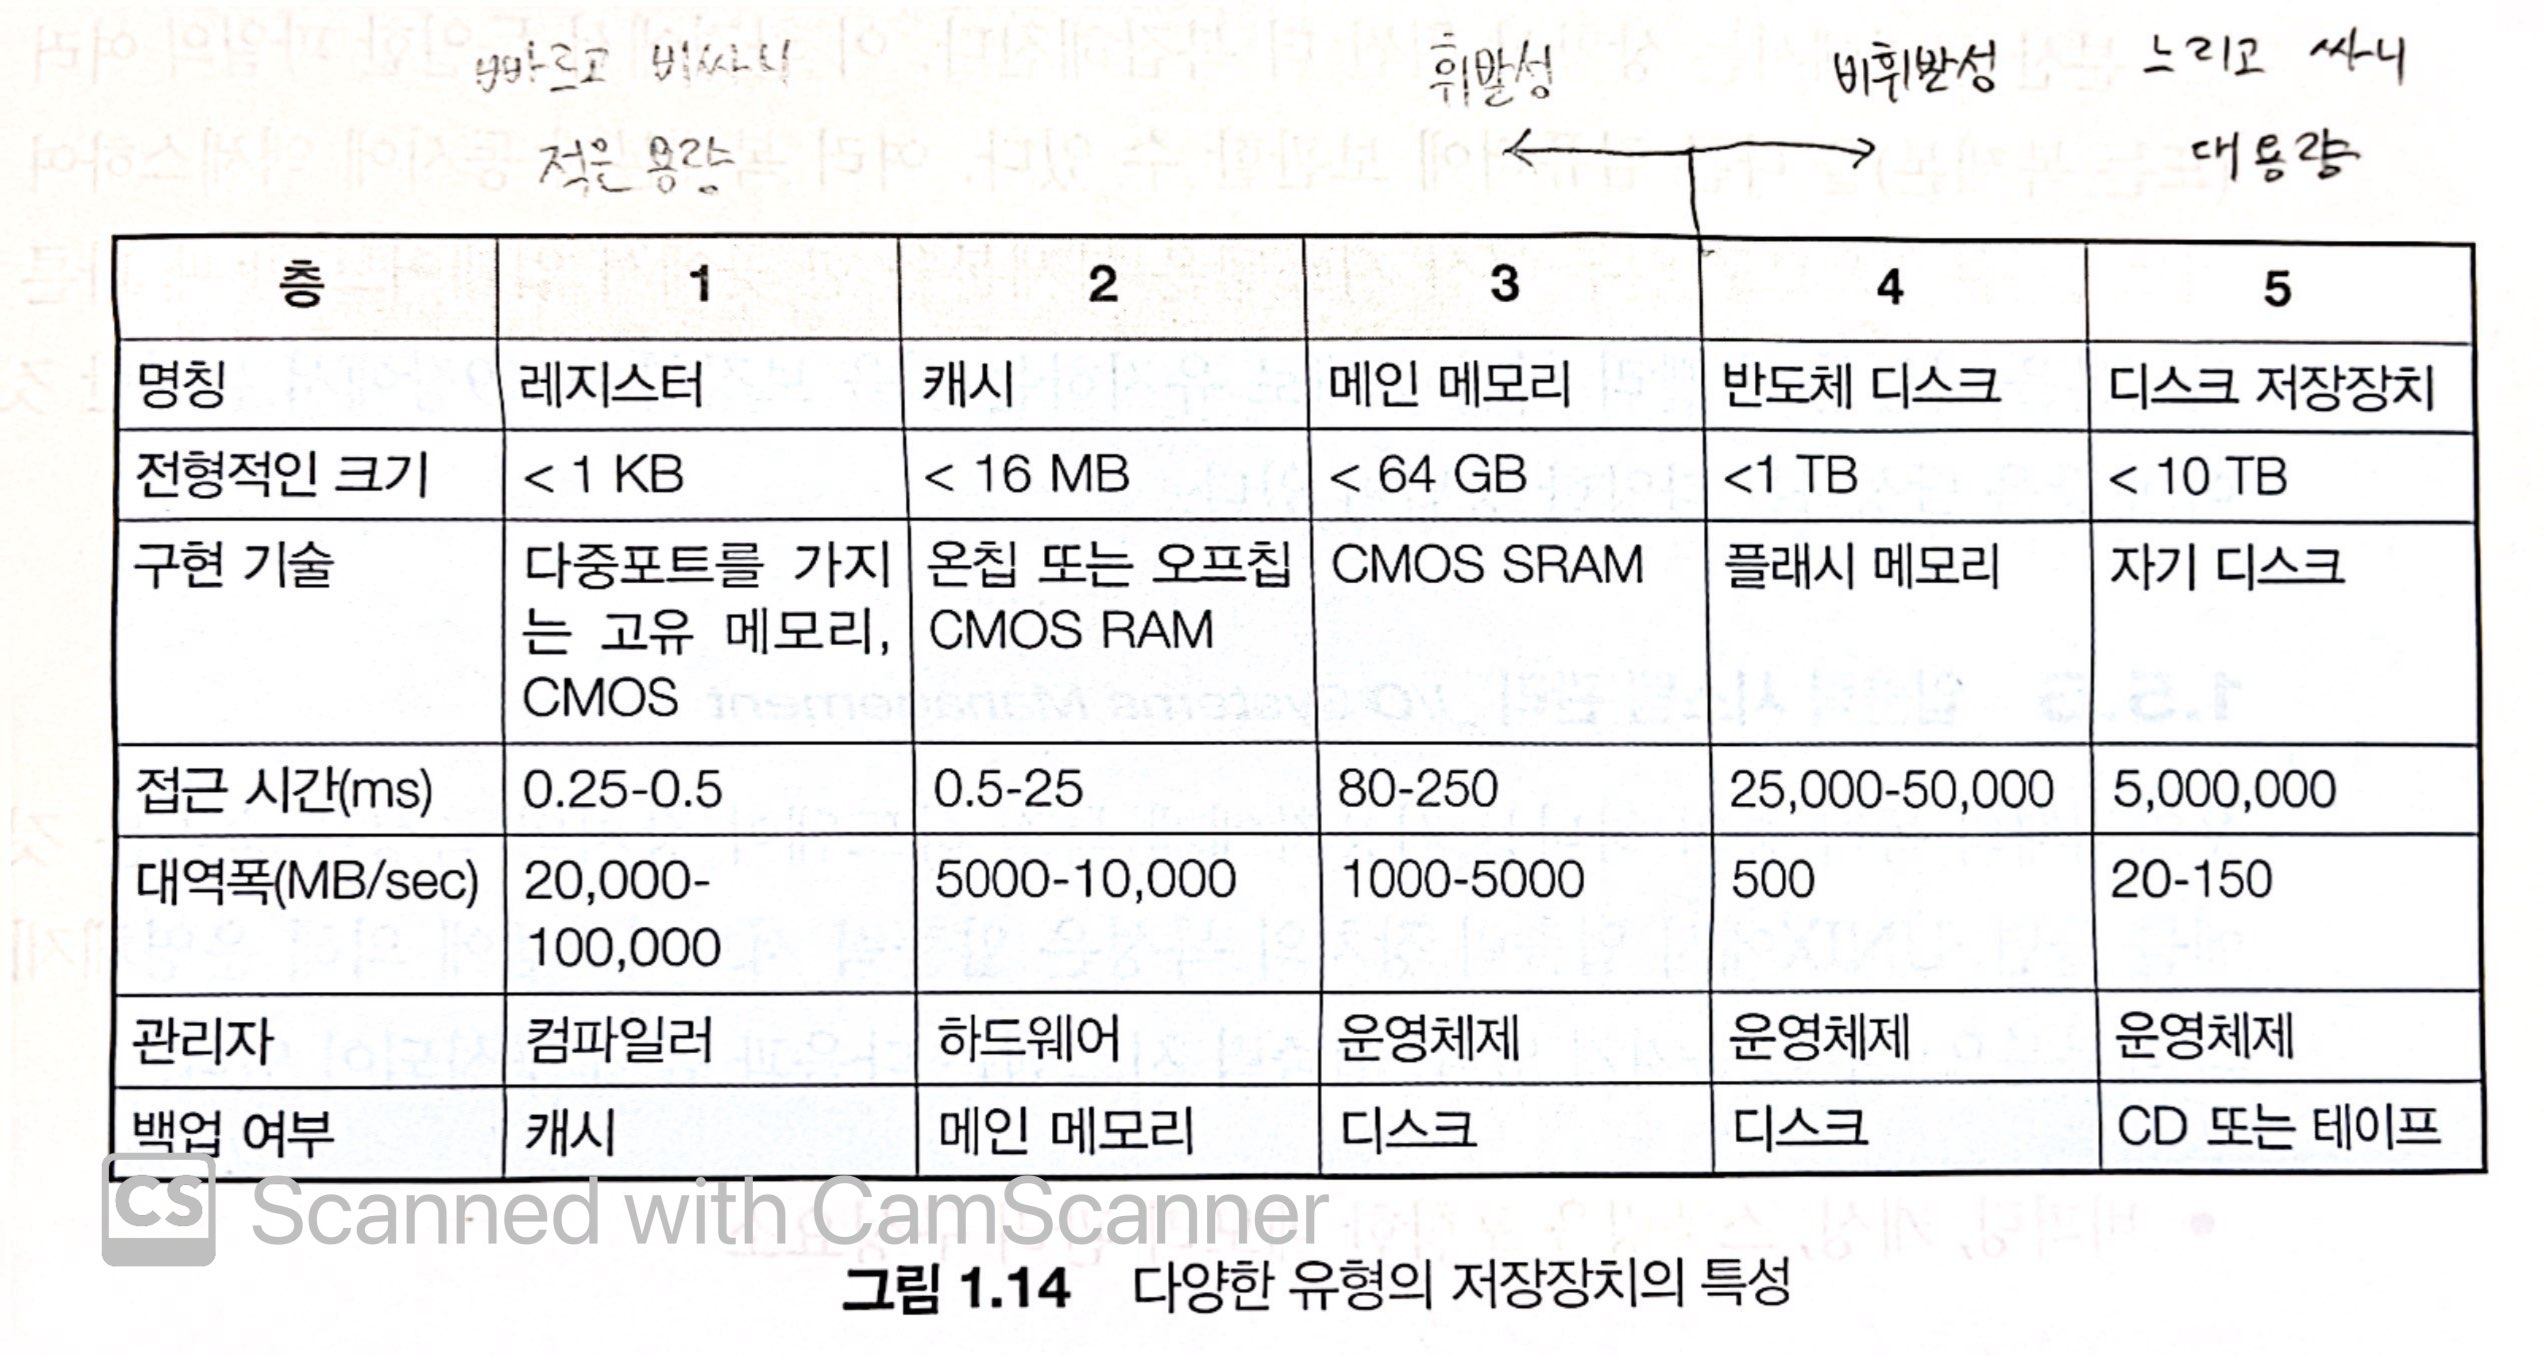 빠르고 비싸니
적은 용량
휘발성
비휘발성
느리고 싸니
대용량
층 1 2 3 4 5
명칭 레지스터 캐시 메인 메모리 반도체 디스크 디스크 저장장치
전형적인 크기 < 1 KB < 16 MB < 64 GB <1 TB < 10 TB
구현 기술 다중포트를 가지 온칩 또는 오프칩 CMOS SRAM 플래시 메모리 자기 디스크
는 고유 메모리, CMOS RAM
CMOS
접근 시간(ms) 0.25-0.5 0.5-25 80-250 25,000-50,000 5,000,000
대역폭(MB/sec) 20,000- 5000-10,000 1000-5000 500 20-150
100,000
관리자 컴파일러 하드웨어 운영체제 운영체제 운영체제
백업 여부 캐시 메인 메모리 디스크 디스크 CD 또는 테이프
CS Scanned with CamScanner
그림 1.14 다양한 유형의 저장장치의 특성